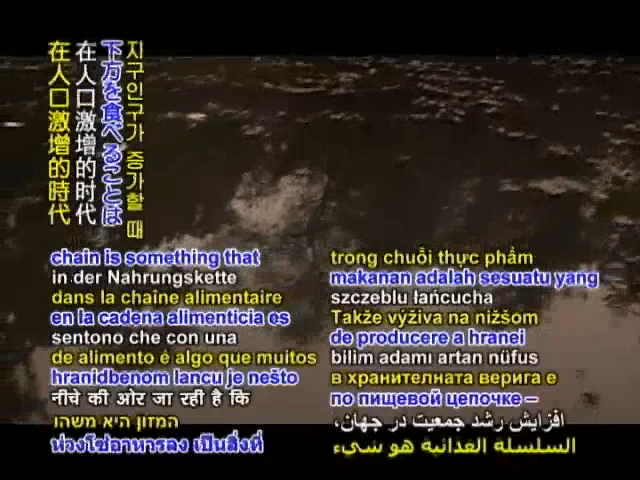 지구인구가 증가할 때
下方を食べることは
在人口激增的时代
在人口激增的時代
chain is something that
in der Nahrungskette
dans la chaîne alimentaire
en la cadena alimenticia es
sentono che con una
de alimento é algo que muitos
hranidbenom lancu je nešto
नीचे की ओर जा रही है कि
המזון היא משהו
ห่วงโซ่อาหารลง เป็นสิ่งที่
trong chuỗi thực phẩm
makanan adalah sesuatu yang
szczeblu łańcucha
Takže výživa na nižšom
de producere a hranei
bilim adamı artan nüfus
в хранителната верига е
по пищевой цепочке –
افزایش رشد جمعیت در جهان،
السلسلة الغذائية هو شيء